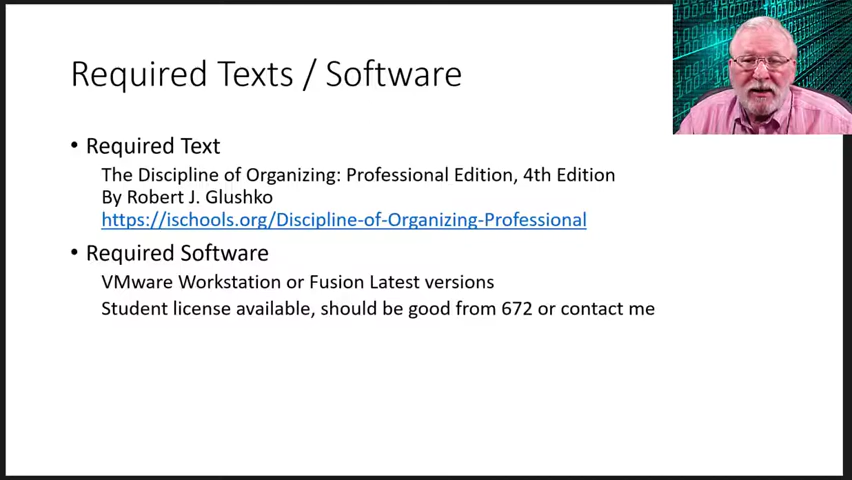 Required Texts / Software
• Required Text
The Discipline of Organizing: Professional Edition, 4th Edition
By Robert J. Glushko
https://ischools.org/Discipline-of-Organizing-Professional
• Required Software
VMware Workstation or Fusion Latest versions
Student license available, should be good from 672 or contact me